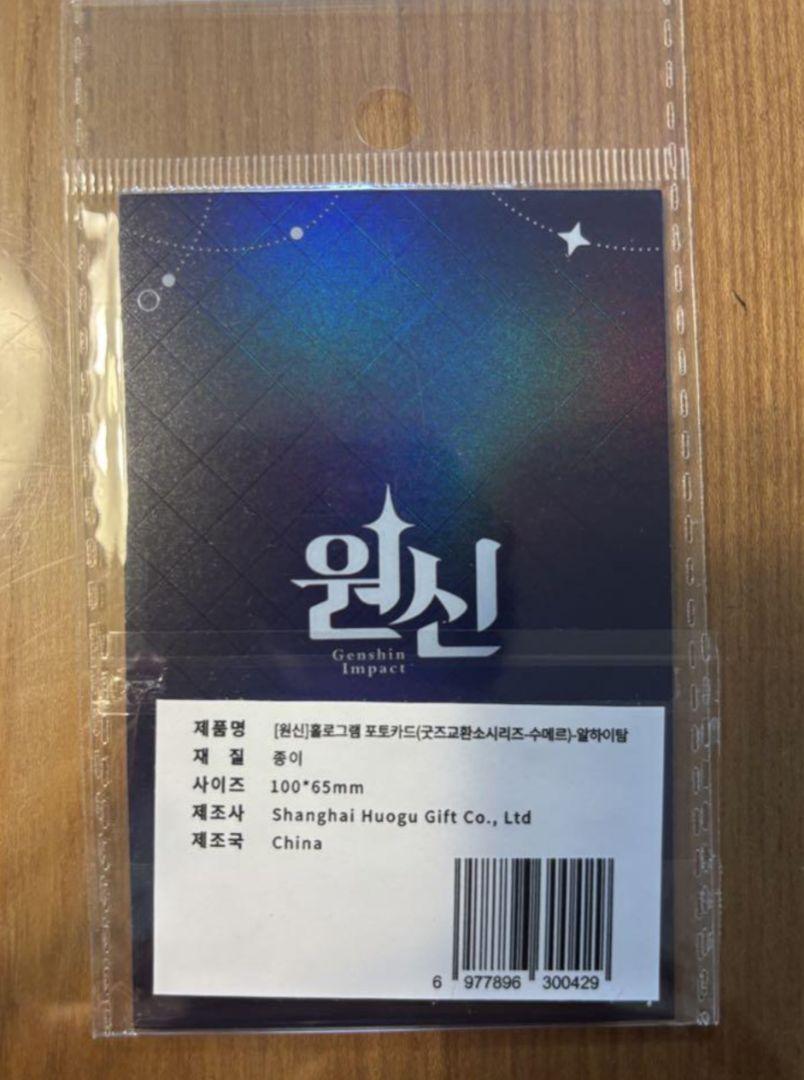 원신
Genshin
Impact
제품명 [원신]홀로그램 포토카드(굿즈교환소시리즈-수메르)-알하이탐
재 질 종이
사이즈 100*65mm
제조사 Shanghai Huogu Gift Co., Ltd
제조국 China
6 977896 300429